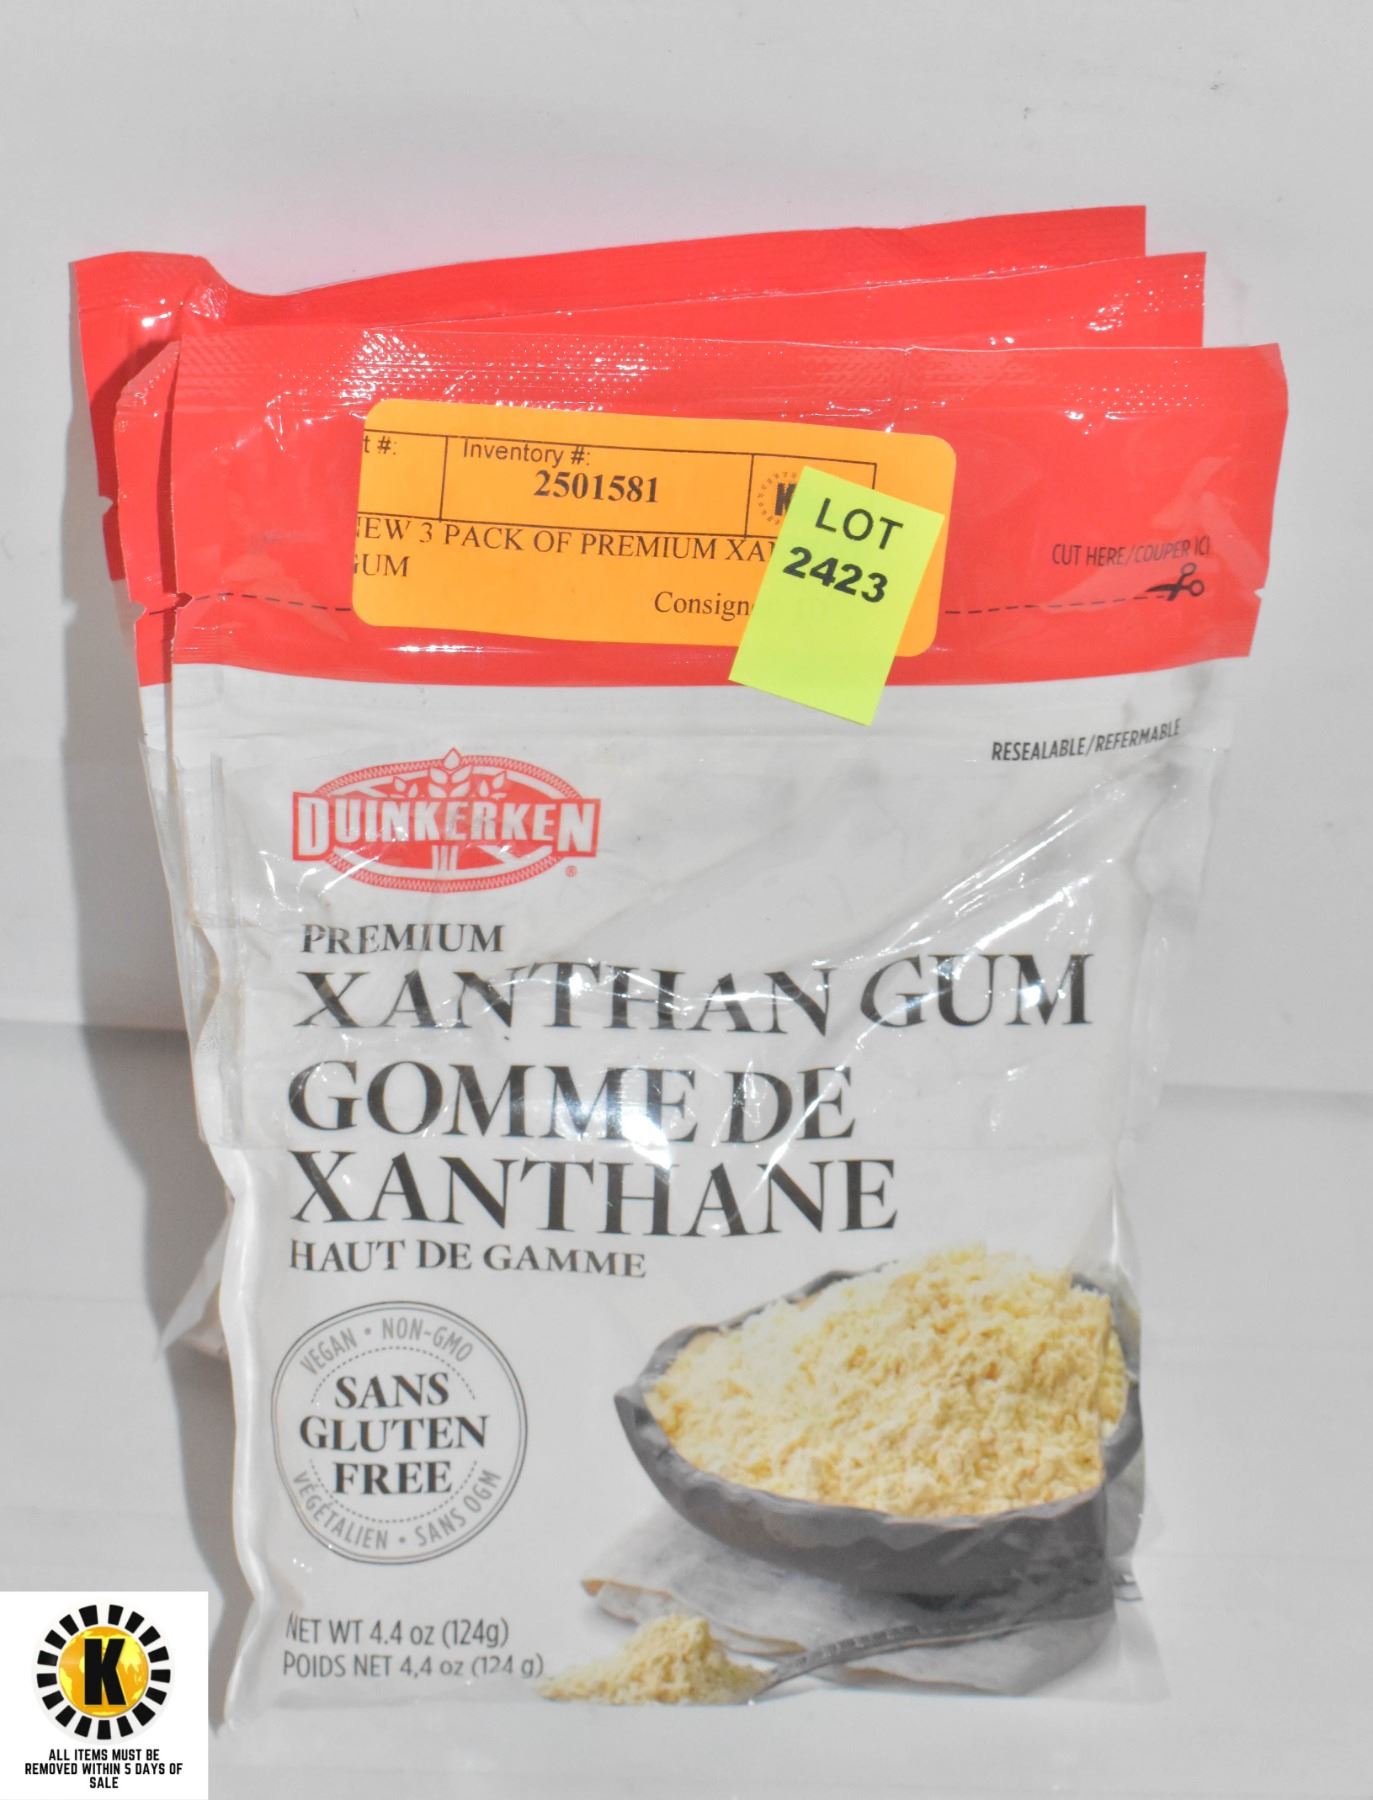 t #:
Inventory #:
2501581
K
NEW 3 PACK OF PREMIUM XA
GUM
Consign
LOT
2423
CUT HERE/COUPER ICI
RESEALABLE/REFERMABLE
DUINKERKEN
®
PREMIUM
XANTHAN GUM
GOMME DE
XANTHANE
HAUT DE GAMME
VEGAN • NON-GMO
SANS
GLUTEN
FREE
VÉGÉTALIEN • SANS OGM
NET WT 4.4 oz (124g)
POIDS NET 4,4 oz (124 g)
K
ALL ITEMS MUST BE
REMOVED WITHIN 5 DAYS OF
SALE